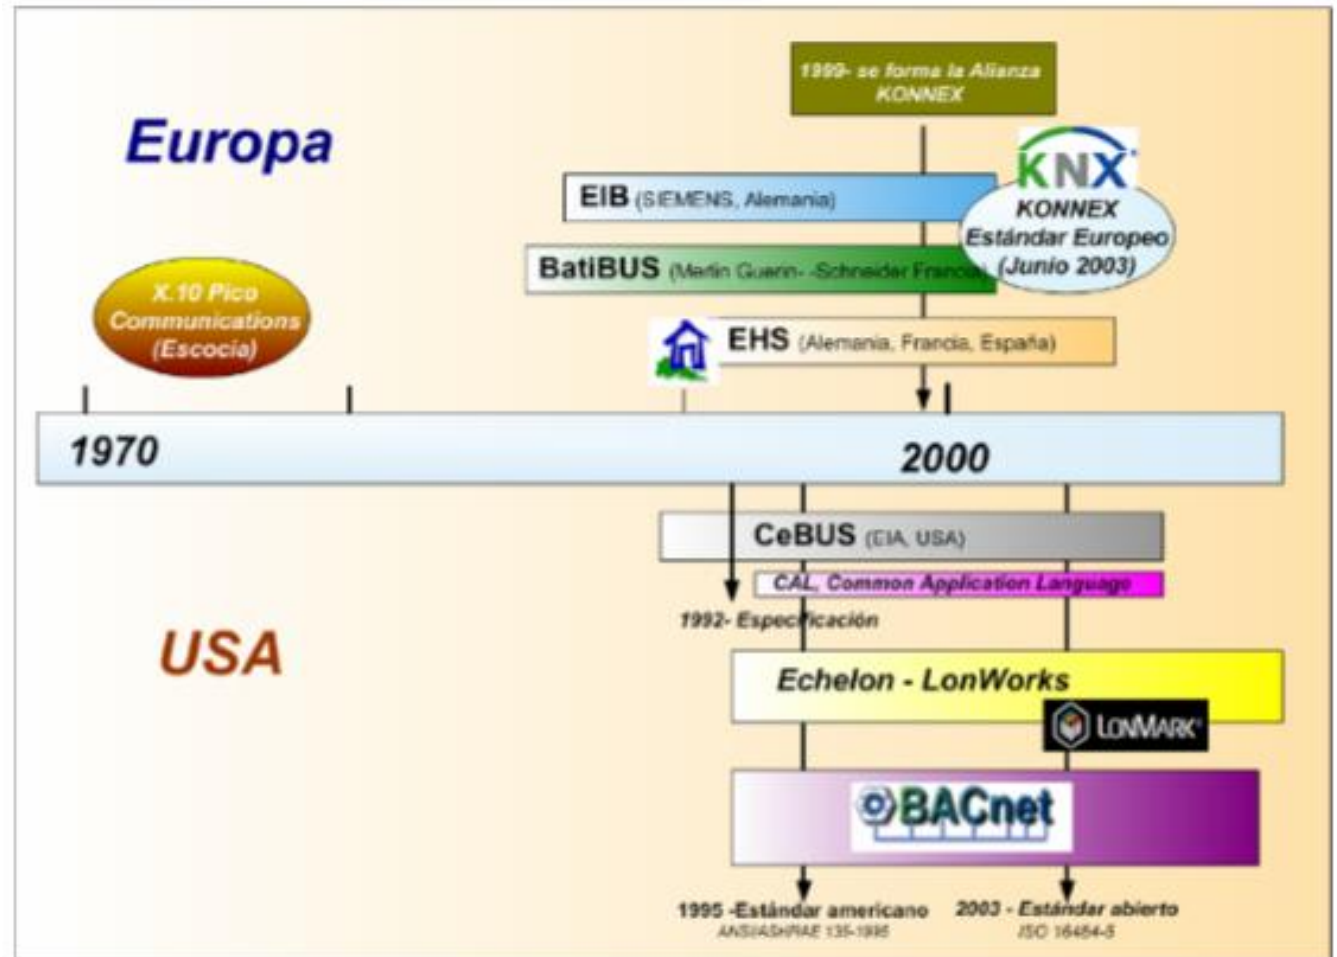 1999- se forma la Alianza
KONNEX
Europa
KNX
EIB (SIEMENS, Alemania)
KONNEX
Estándar Europeo
(Junio 2003)
BatiBUS (Merlin Guerin- -Schneider Francia)
X.10 Pico
Communications
(Escocia)
EHS (Alemania, Francia, España)
1970
2000
CeBUS (EIA, USA)
CAL, Common Application Language
1992- Especificación
USA
Echelon - LonWorks
LONMARK
BACnet
1995 -Estándar americano
ANSI/ASHRAE 135-1995
2003 - Estándar abierto
ISO 16484-5